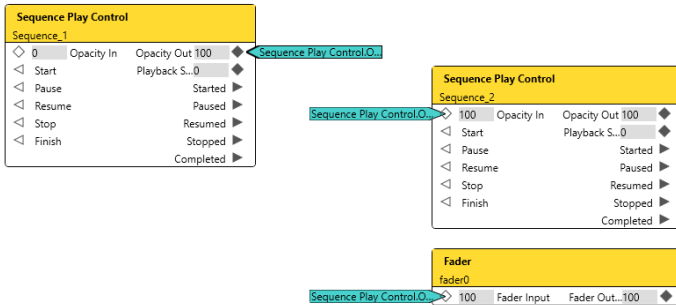 Sequence Play Control
Sequence_1
0 Opacity In Opacity Out 100
Sequence Play Control.O...
Start Playback S...0
Pause Started
Resume Paused
Stop Resumed
Finish Stopped
Completed
Sequence Play Control
Sequence_2
Sequence Play Control.O...
100 Opacity In Opacity Out 100
Start Playback S...0
Pause Started
Resume Paused
Stop Resumed
Finish Stopped
Completed
Fader
fader0
Sequence Play Control.O...
100 Fader Input Fader Out...100